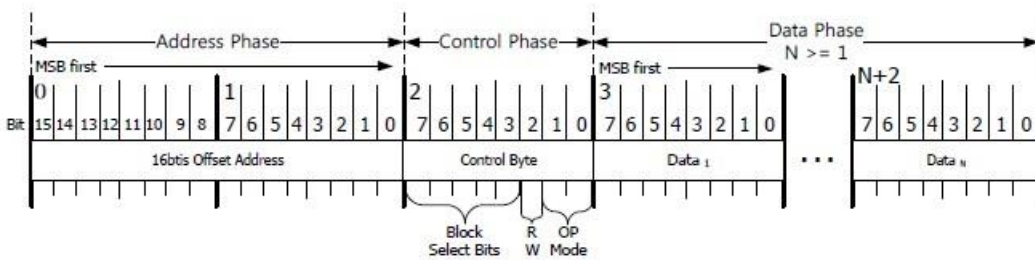 Address Phase Control Phase Data Phase
N >= 1
MSB first MSB first
0 1 2 3 N+2
Bit 15 14 13 12 11 10 9 8 7 6 5 4 3 2 1 0 7 6 5 4 3 2 1 0 7 6 5 4 3 2 1 0 7 6 5 4 3 2 1 0
16btis Offset Address Control Byte Data 1 ... Data N
Block R OP
Select Bits W Mode